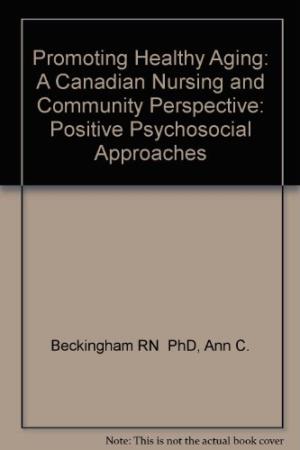 Promoting Healthy Aging:
A Canadian Nursing and
Community Perspective:
Positive Psychosocial
Approaches
Beckingham RN  PhD, Ann C.
Note: This is not the actual book cover